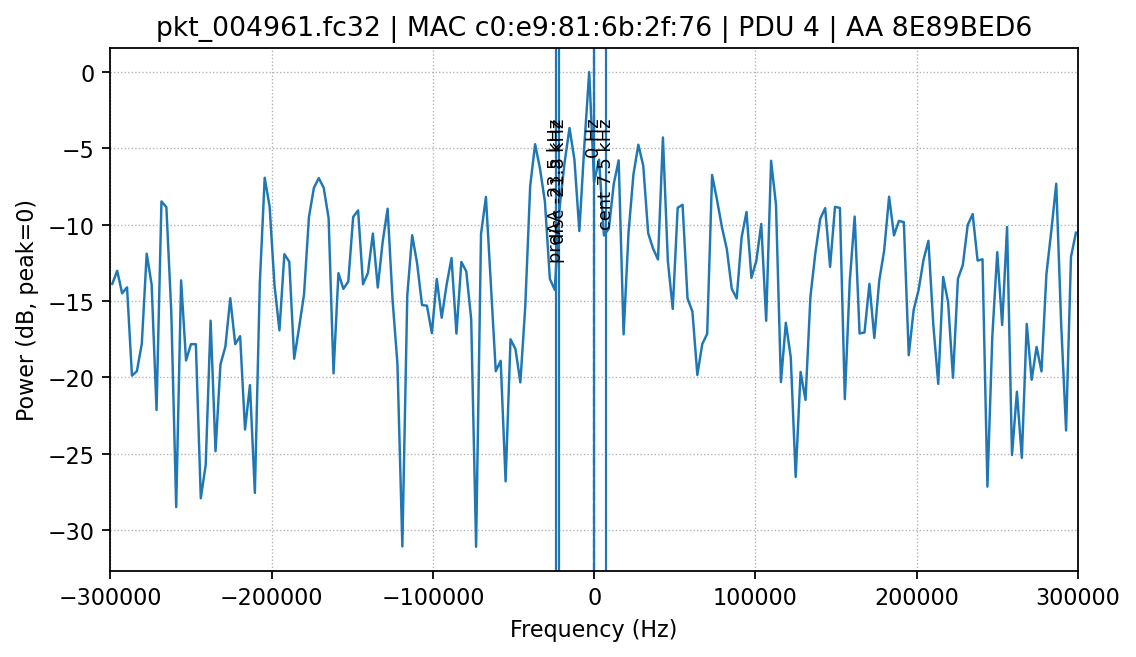 pkt_004961.fc32 | MAC c0:e9:81:6b:2f:76 | PDU 4 | AA 8E89BED6
0
−5
−10
−15
−20
−25
−30
Power (dB, peak=0)
0 Hz
cent 7.5 kHz
−300000
−200000
−100000
0
100000
200000
300000
Frequency (Hz)